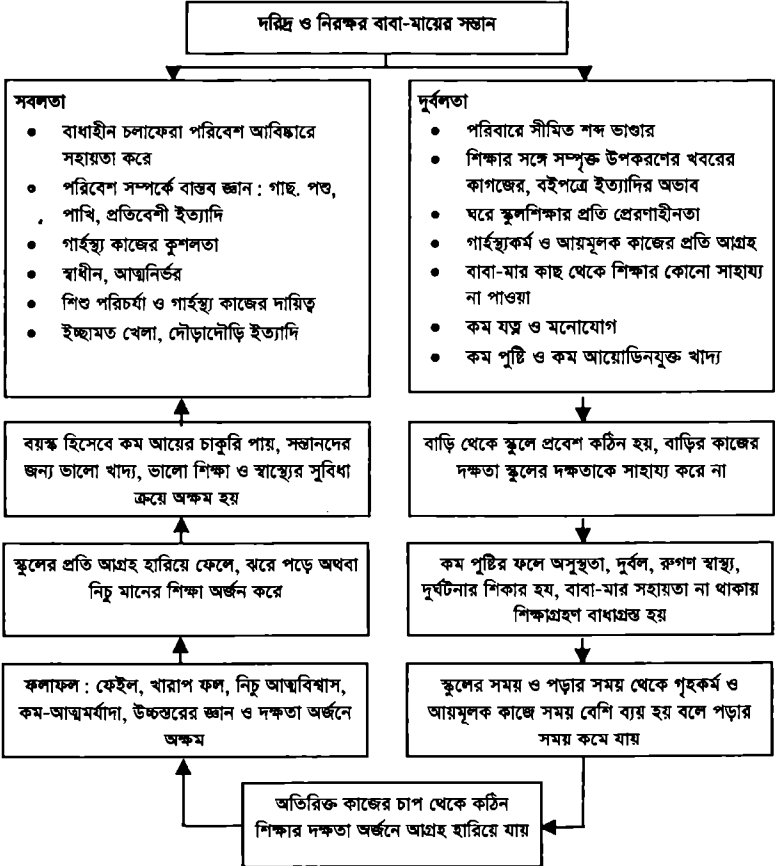 দরিদ্র ও নিরক্ষর বাবা-মায়ের সন্তান
সবলতা
● বাধাহীন চলাফেরা পরিবেশ আবিষ্কারে
সহায়তা করে
● পরিবেশ সম্পর্কে বাস্তব জ্ঞান : গাছ. পশু,
পাখি, প্রতিবেশী ইত্যাদি
● গার্হস্থ্য কাজের কুশলতা
● স্বাধীন, আত্মনির্ভর
● শিশু পরিচর্যা ও গার্হস্থ্য কাজের দায়িত্ব
● ইচ্ছামত খেলা, দৌড়াদৌড়ি ইত্যাদি
দুর্বলতা
● পরিবারে সীমিত শব্দ ভাণ্ডার
● শিক্ষার সঙ্গে সম্পৃক্ত উপকরণের খবরের
কাগজের, বইপত্রে ইত্যাদির অভাব
● ঘরে স্কুলশিক্ষার প্রতি প্রেরণাহীনতা
● গার্হস্থ্যকর্ম ও আয়মূলক কাজের প্রতি আগ্রহ
● বাবা-মার কাছ থেকে শিক্ষার কোনো সাহায্য
না পাওয়া
● কম যত্ন ও মনোযোগ
● কম পুষ্টি ও কম আয়োডিনযুক্ত খাদ্য
বাড়ি থেকে স্কুলে প্রবেশ কঠিন হয়, বাড়ির কাজের
দক্ষতা স্কুলের দক্ষতাকে সাহায্য করে না
কম পুষ্টির ফলে অসুস্থতা, দুর্বল, রুগণ স্বাস্থ্য,
দুর্ঘটনার শিকার হয, বাবা-মার সহায়তা না থাকায়
শিক্ষাগ্রহণ বাধাগ্রস্ত হয়
স্কুলের সময় ও পড়ার সময় থেকে গৃহকর্ম ও
আয়মূলক কাজে সময় বেশি ব্যয় হয় বলে পড়ার
সময় কমে যায়
অতিরিক্ত কাজের চাপ থেকে কঠিন
শিক্ষার দক্ষতা অর্জনে আগ্রহ হারিয়ে যায়
ফলাফল : ফেইল, খারাপ ফল, নিচু আত্মবিশ্বাস,
কম-আত্মমর্যাদা, উচ্চস্তরের জ্ঞান ও দক্ষতা অর্জনে
অক্ষম
স্কুলের প্রতি আগ্রহ হারিয়ে ফেলে, ঝরে পড়ে অথবা
নিচু মানের শিক্ষা অর্জন করে
বয়স্ক হিসেবে কম আয়ের চাকুরি পায়, সন্তানদের
জন্য ভালো খাদ্য, ভালো শিক্ষা ও স্বাস্থ্যের সুবিধা
ক্রয়ে অক্ষম হয়